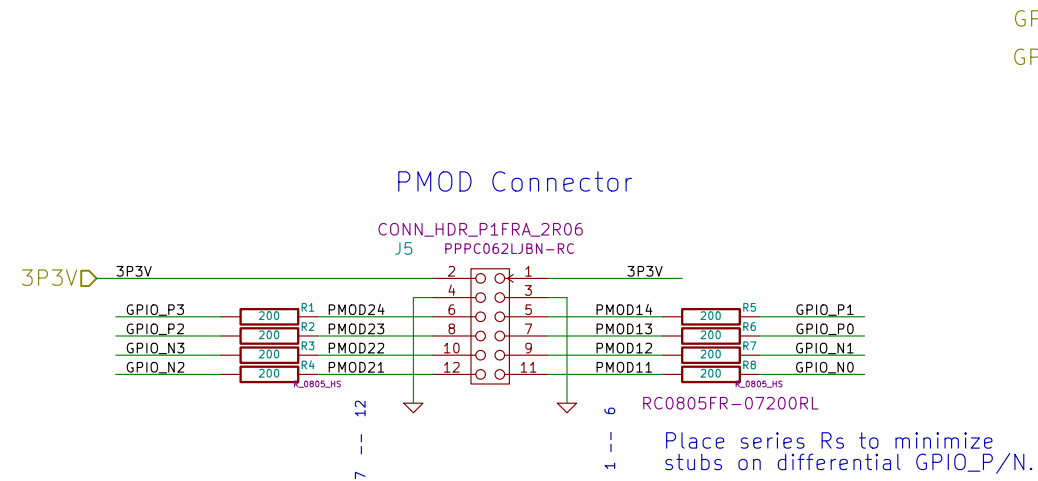 GP
GP
PMOD Connector
CONN_HDR_P1FRA_2R06
J5 PPPC062LJBN-RC
3P3V 3P3V 2 1 3P3V
4 3
GPIO_P3 200 R1 PMOD24 6 5 PMOD14 200 R5 GPIO_P1
GPIO_P2 200 R2 PMOD23 8 7 PMOD13 200 R6 GPIO_P0
GPIO_N3 200 R3 PMOD22 10 9 PMOD12 200 R7 GPIO_N1
GPIO_N2 200 R4 PMOD21 12 11 PMOD11 200 R8 GPIO_N0
R_0805_HS R_0805_HS
RC0805FR-07200RL
7 -- 12
1 -- 6
Place series Rs to minimize
stubs on differential GPIO_P/N.